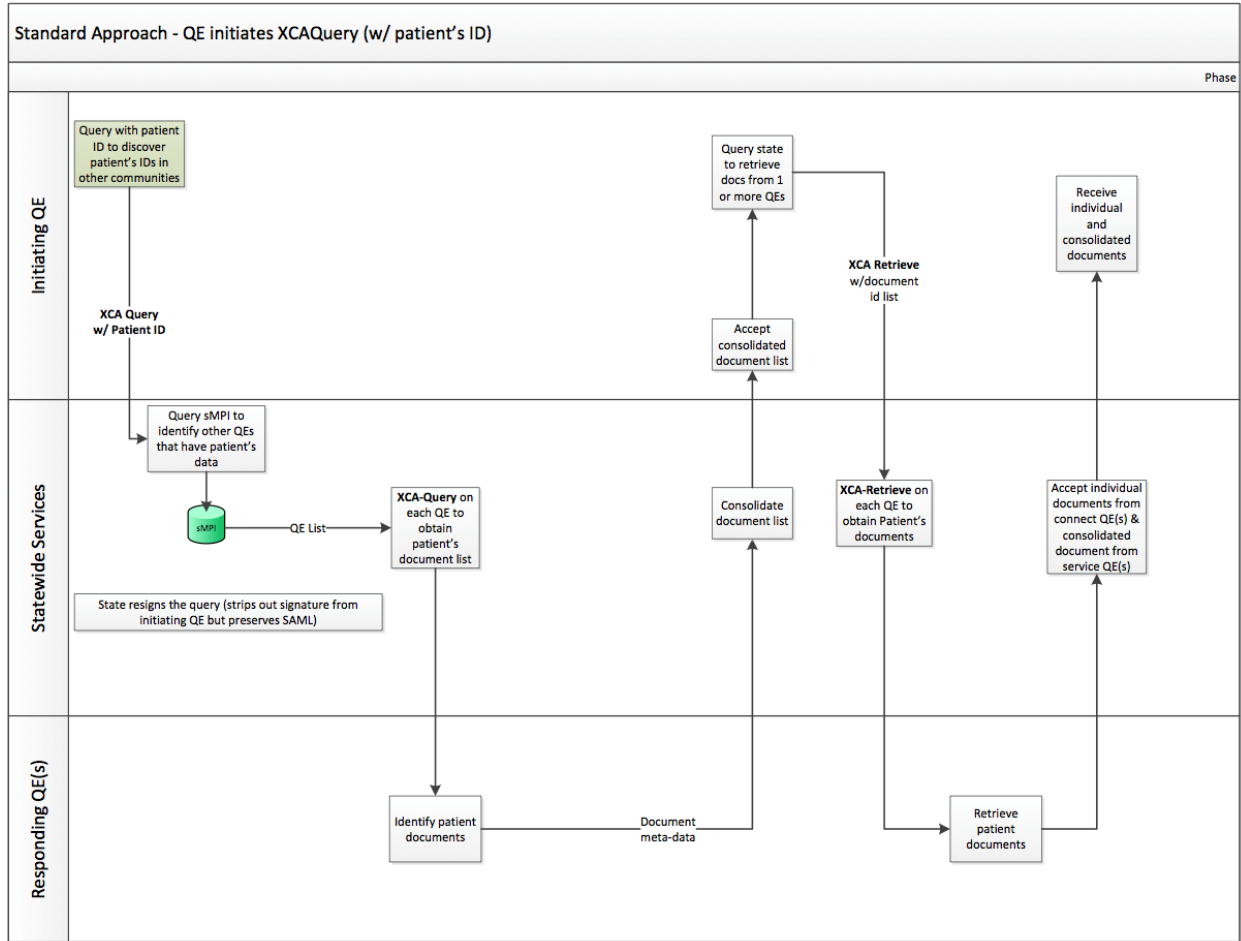 Standard Approach - QE initiates XCAQuery (w/ patient's ID)
Phase
Initiating QE
Query with patient
ID to discover
patient's IDs in
other communities
XCA Query
w/ Patient ID
Query state
to retrieve
docs from 1
or more QEs
XCA Retrieve
w/document
id list
Receive
individual
and
consolidated
documents
Accept
consolidated
document list
Statewide Services
Query sMPI to
identify other QEs
that have patient's
data
sMPI
QE List
XCA-Query on
each QE to
obtain
patient's
document list
State resigns the query (strips out signature from
initiating QE but preserves SAML)
Consolidate
document list
XCA-Retrieve on
each QE to
obtain Patient's
documents
Accept individual
documents from
connect QE(s) &
consolidated
document from
service QE(s)
Responding QE(s)
Identify patient
documents
Document
meta-data
Retrieve
patient
documents